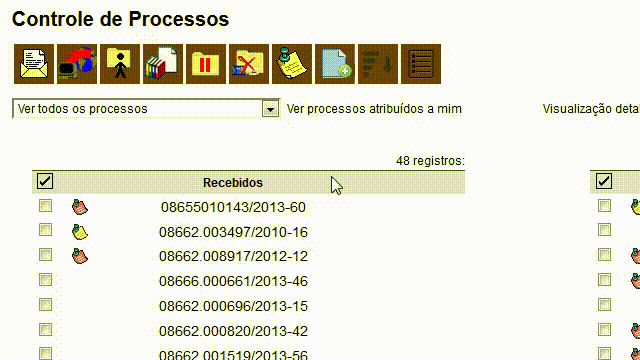 Controle de Processos
Ver todos os processos
Ver processos atribuídos a mim
Visualização detal
48 registros:
Recebidos
08655010143/2013-60
08662.003497/2010-16
08662.008917/2012-12
08666.000661/2013-46
08662.000696/2013-15
08662.000820/2013-42
08662.001519/2013-56